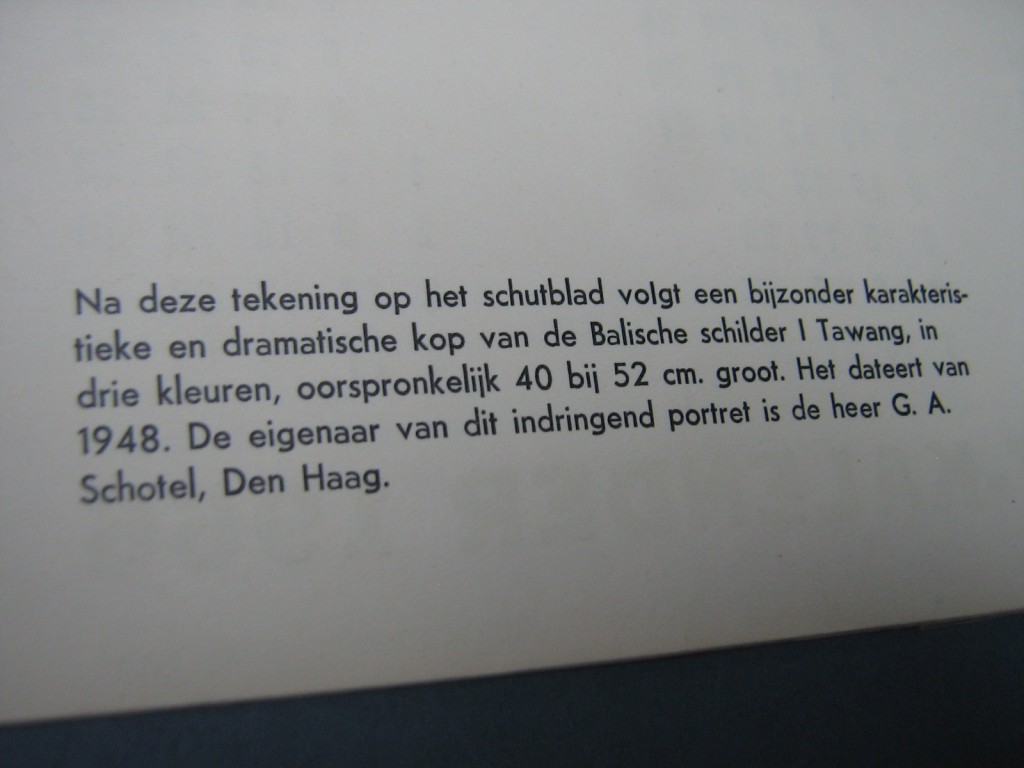 Na deze tekening op het schutblad volgt een bijzonder karakteris-
tieke en dramatische kop van de Balische schilder I Tawang, in
drie kleuren, oorspronkelijk 40 bij 52 cm. groot. Het dateert van
1948. De eigenaar van dit indringend portret is de heer G. A.
Schotel, Den Haag.